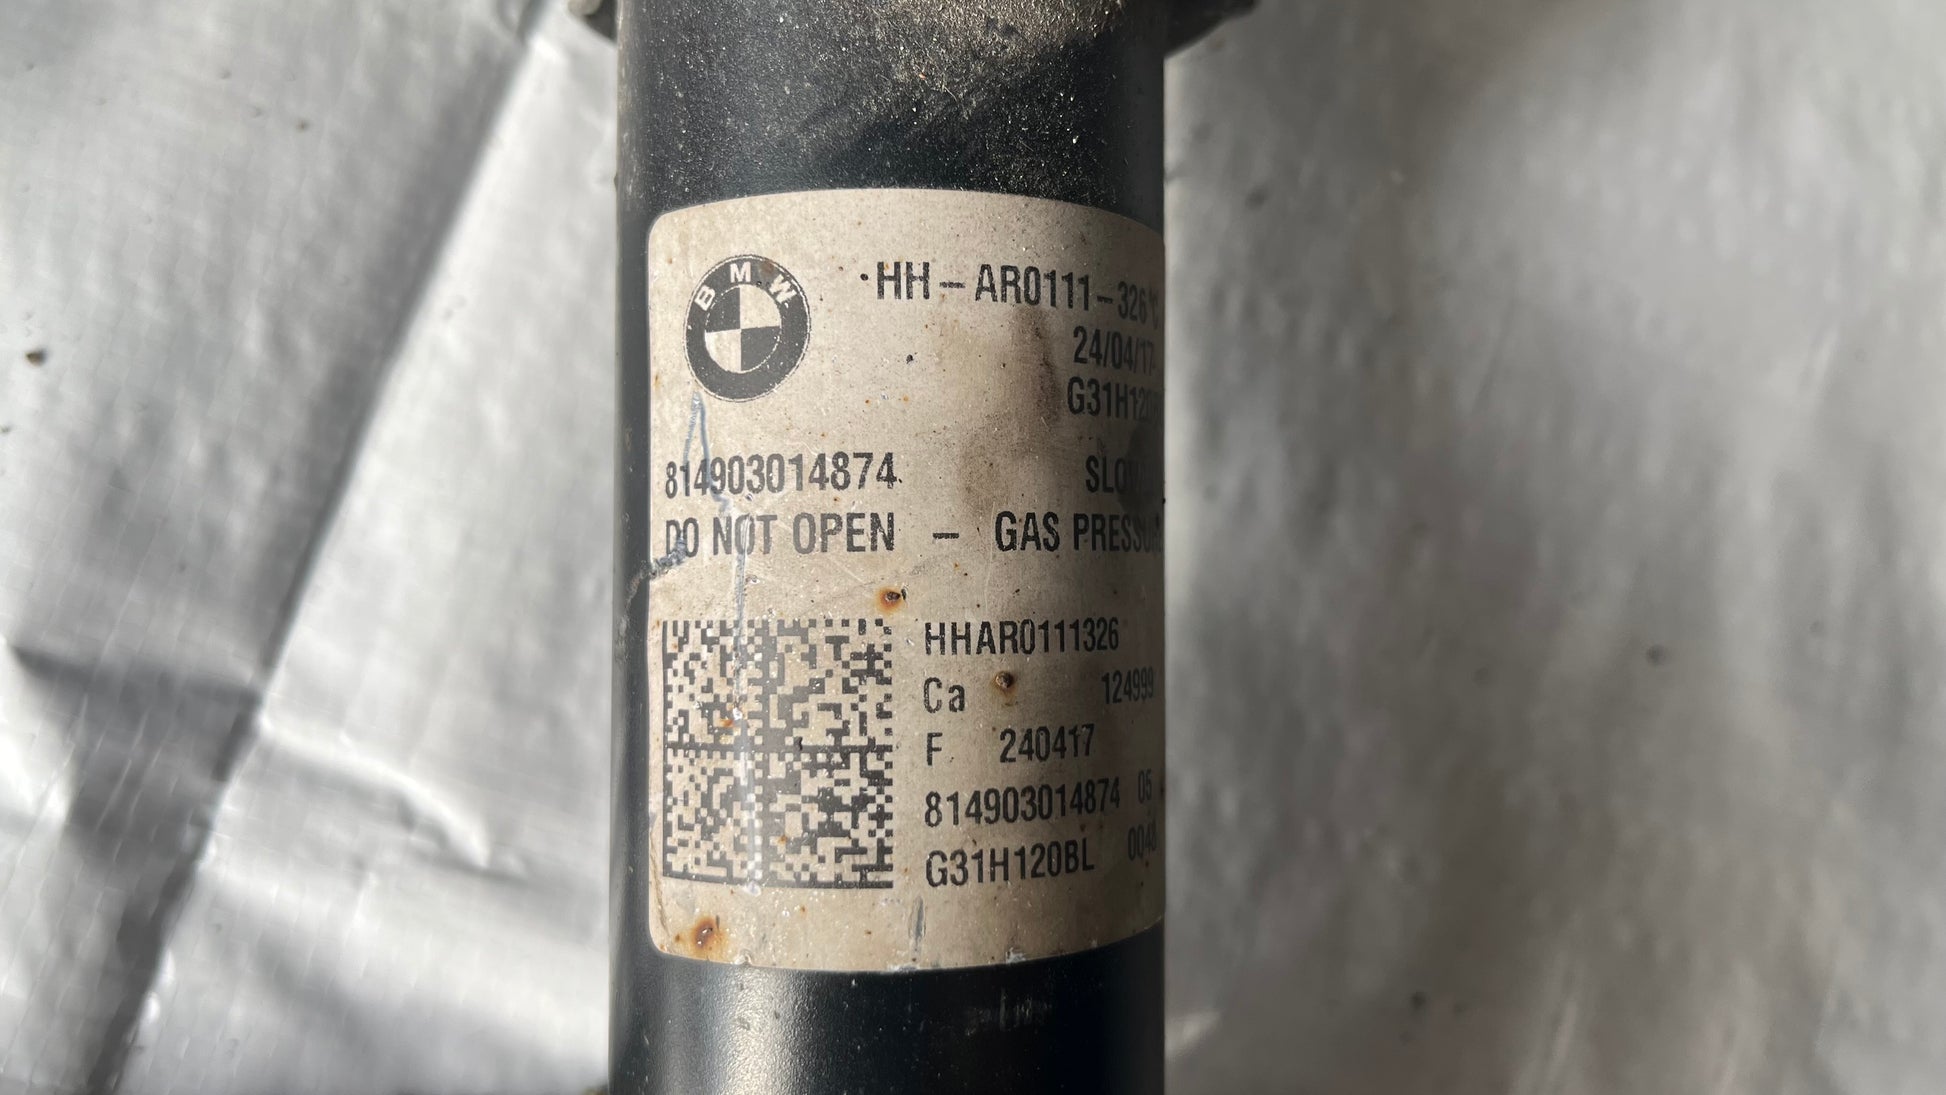 BMW
HH-AR0111-326
24/04/17
G31H120
814903014874
DO NOT OPEN - GAS PRESSURE
HHAR0111326
Ca 124999
F 240417
814903014874 05
G31H120BL